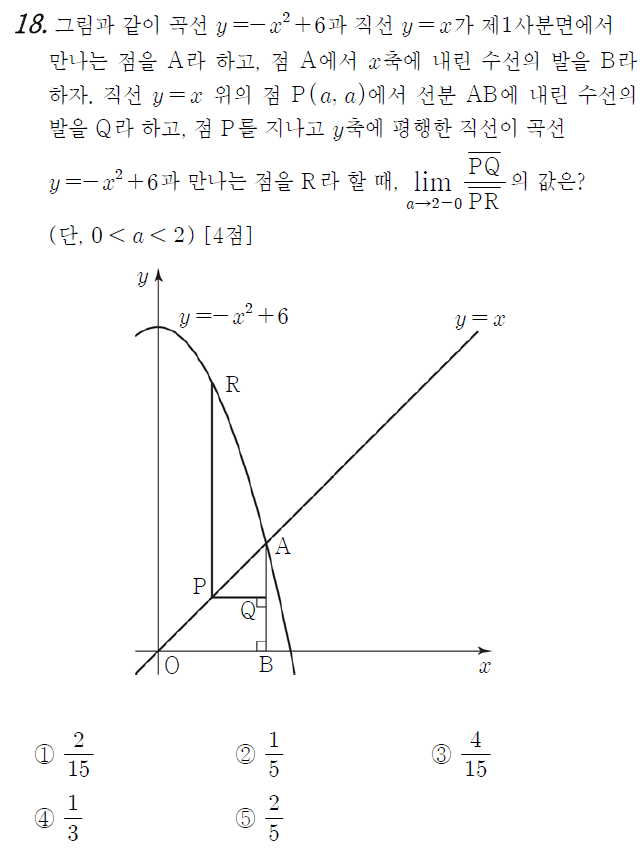 18. 그림과 같이 곡선 y=-x²+6과 직선 y=x가 제1사분면에서
만나는 점을 A라 하고, 점 A에서 x축에 내린 수선의 발을 B라
하자. 직선 y=x 위의 점 P(a, a)에서 선분 AB에 내린 수선의
발을 Q라 하고, 점 P를 지나고 y축에 평행한 직선이 곡선
y=-x²+6과 만나는 점을 R라 할 때, lim a→2-0 PQ/PR 의 값은?
(단, 0<a<2) [4점]
y
y=-x²+6
y=x
R
A
P
Q
O
B
x
① 2/15 ② 1/5 ③ 4/15
④ 1/3 ⑤ 2/5